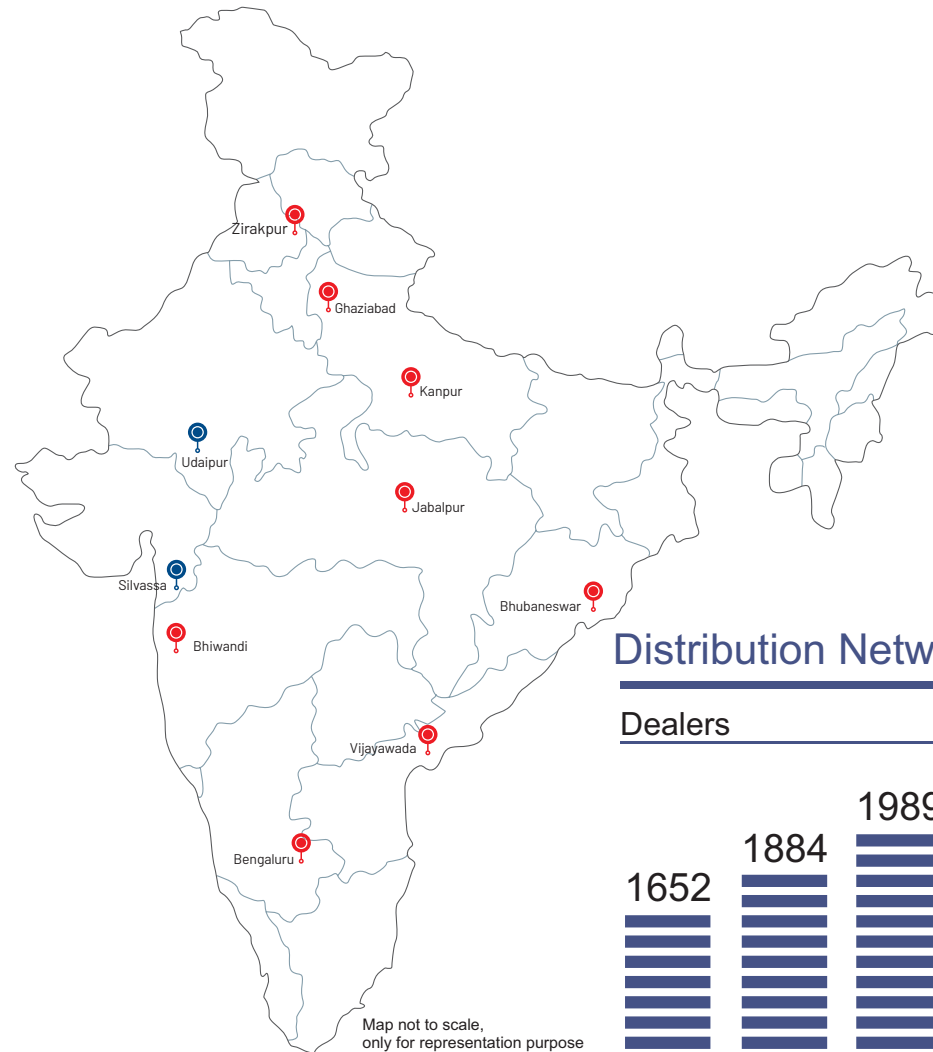 Zirakpur
Ghaziabad
Kanpur
Udaipur
Jabalpur
Silvassa
Bhubaneswar
Bhiwandi
Distribution Netw
Dealers
Vijayawada
1989
1884
Bengaluru
1652
Map not to scale,
only for representation purpose